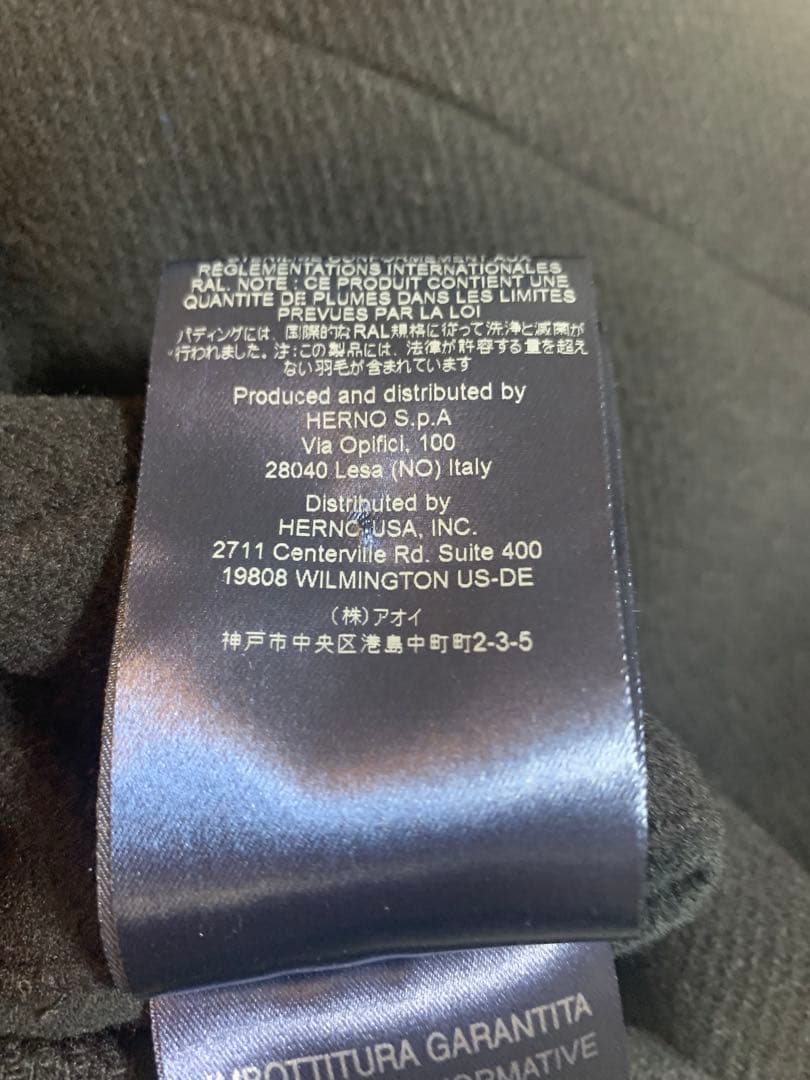 STERILISE CONFORMEMENT AUX
REGLEMENTATIONS INTERNATIONALES
RAL. NOTE : CE PRODUIT CONTIENT UNE
QUANTITE DE PLUMES DANS LES LIMITES
PREVUES PAR LA LOI
パディングには、国際的なRAL規格に従って洗浄と滅菌が
行われました。注:この製品には、法律が許容する量を超え
ない羽毛が含まれています
Produced and distributed by
HERNO S.p.A
Via Opifici, 100
28040 Lesa (NO) Italy
Distributed by
HERNO USA, INC.
2711 Centerville Rd. Suite 400
19808 WILMINGTON US-DE
(株)アオイ
神戸市中央区港島中町町2-3-5
GARANTITA